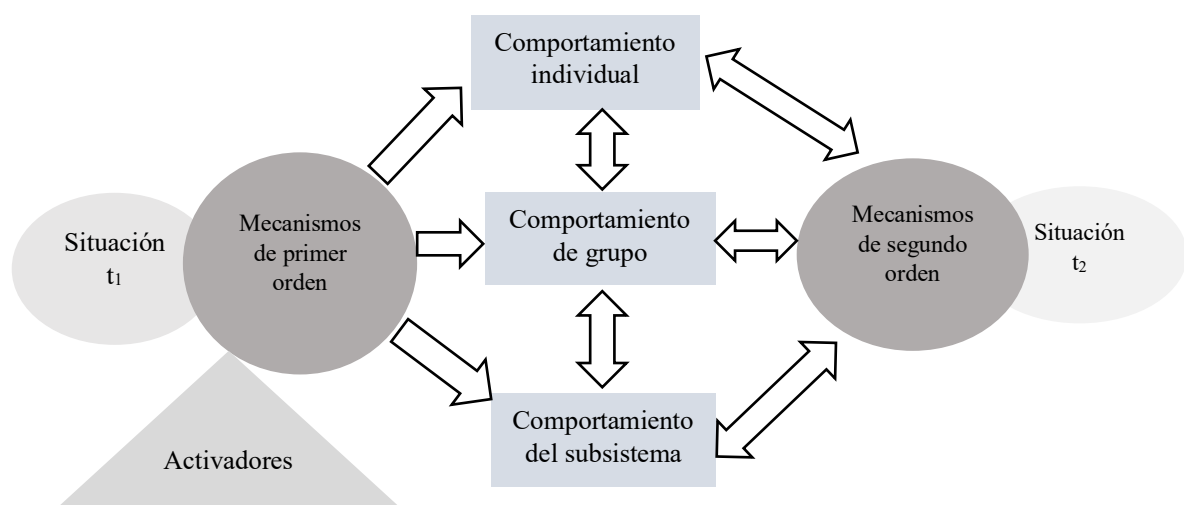 Comportamiento
individual
Situación
t₁
Mecanismos
de primer
orden
Comportamiento
de grupo
Mecanismos
de segundo
orden
Situación
t₂
Comportamiento
del subsistema
Activadores